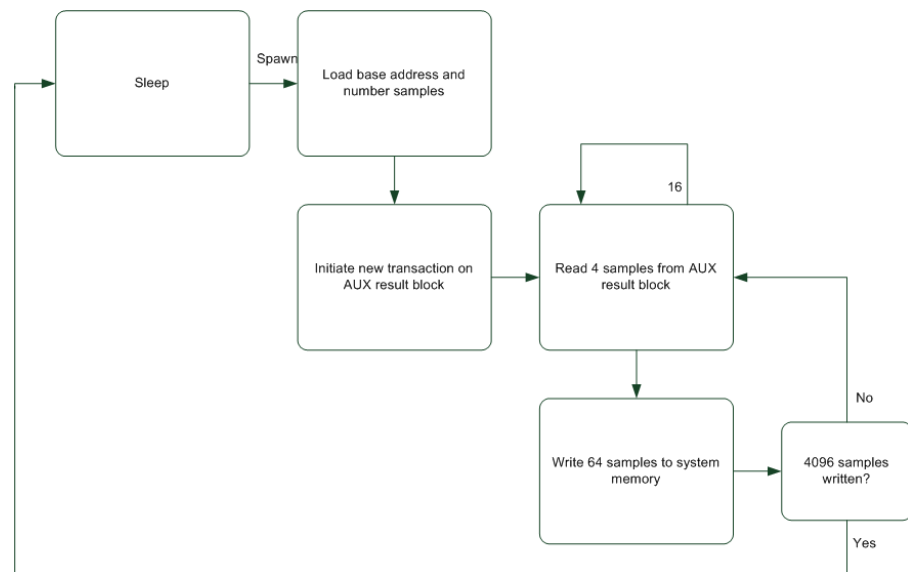 Sleep
Spawn
Load base address and
number samples
16
Initiate new transaction on
AUX result block
Read 4 samples from AUX
result block
No
Write 64 samples to system
memory
4096 samples
written?
Yes